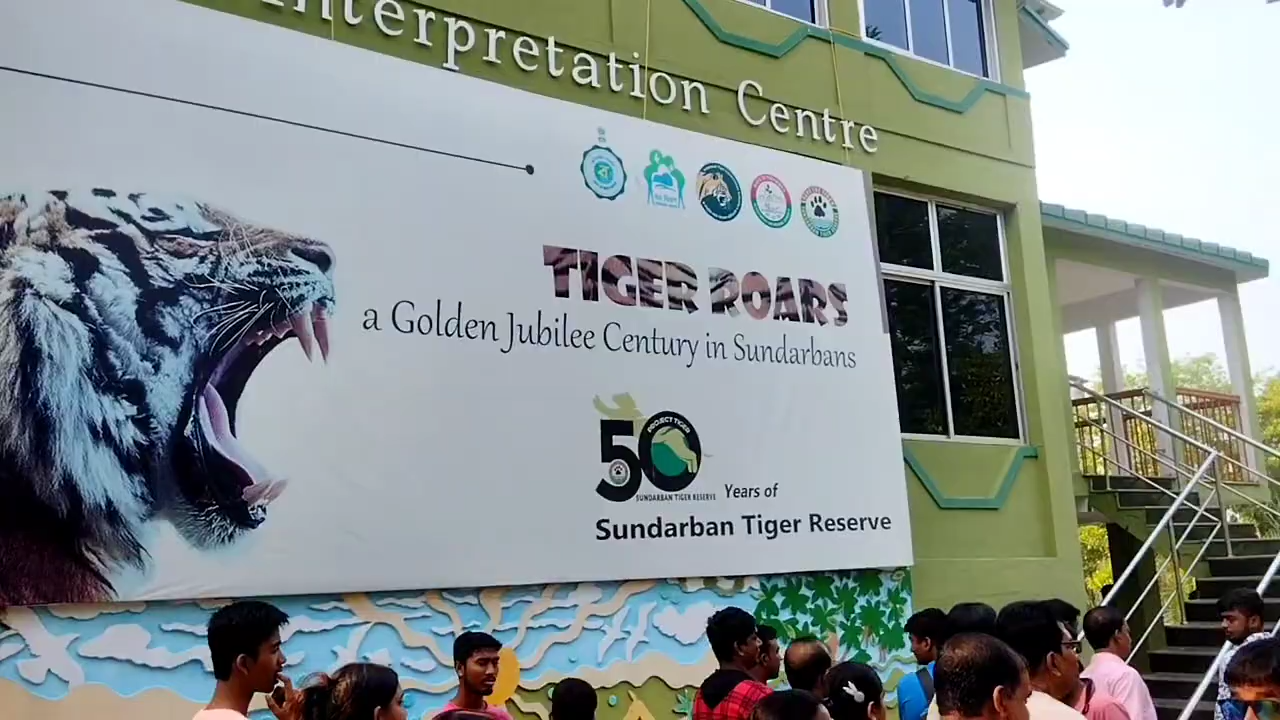 Interpretation Centre
TIGER ROARS
a Golden Jubilee Century in Sundarbans
50
PROJECT TIGER
SUNDARBAN TIGER RESERVE
Years of
Sundarban Tiger Reserve